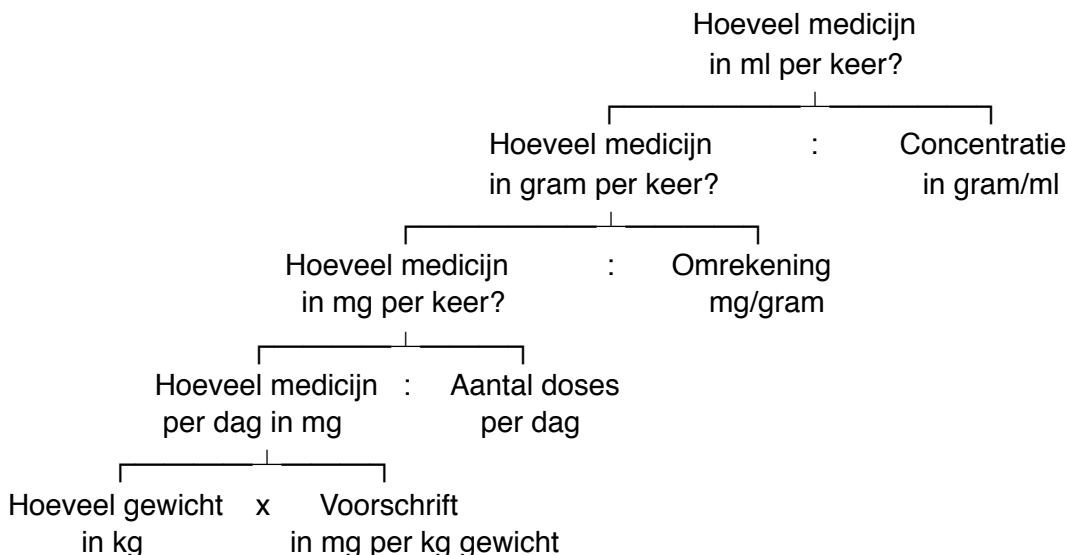 Hoeveel medicijn
in ml per keer?
Hoeveel medicijn : Concentratie
in gram per keer? in gram/ml
Hoeveel medicijn : Omrekening
in mg per keer? mg/gram
Hoeveel medicijn : Aantal doses
per dag in mg per dag
Hoeveel gewicht x Voorschrift
in kg in mg per kg gewicht